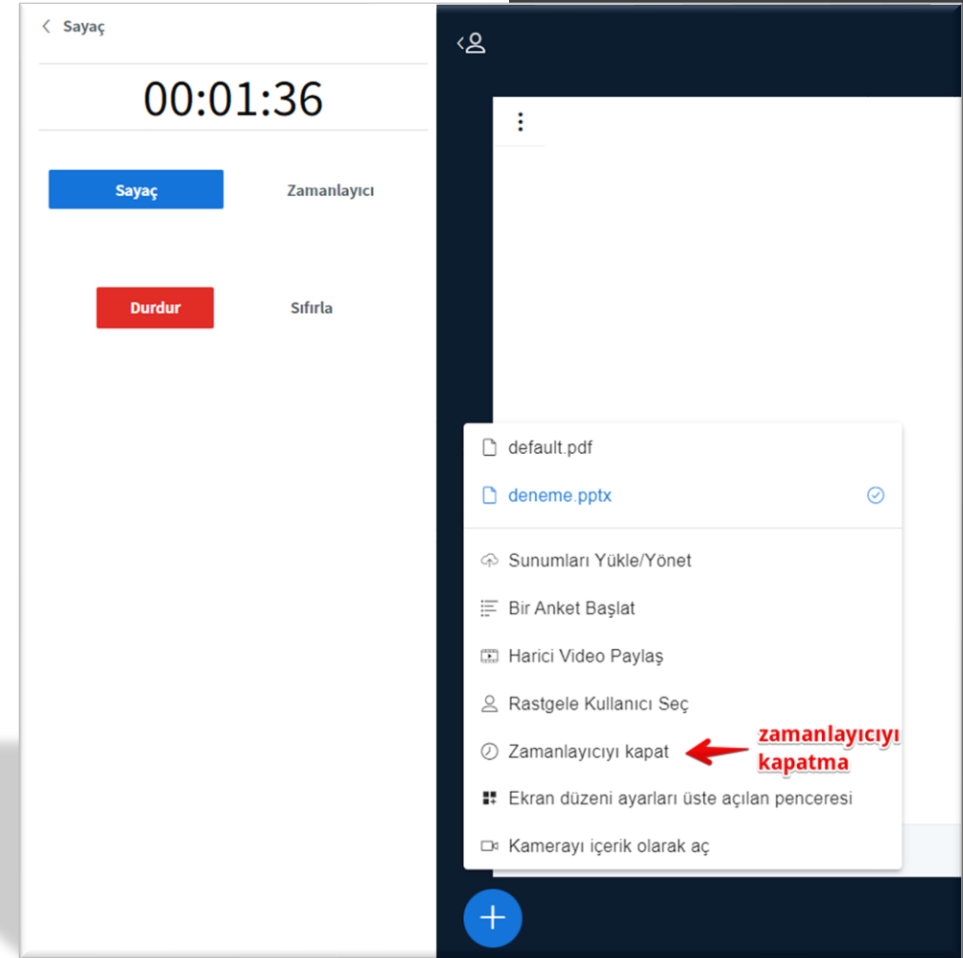 Sayaç
00:01:36
Sayaç
Zamanlayıcı
Durdur
Sıfırla
default.pdf
deneme.pptx
Sunumları Yükle/Yönet
Bir Anket Başlat
Harici Video Paylaş
Rastgele Kullanıcı Seç
Zamanlayıcıyı kapat
zamanlayıcıyı
kapatma
Ekran düzeni ayarları üste açılan penceresi
Kamerayı içerik olarak aç